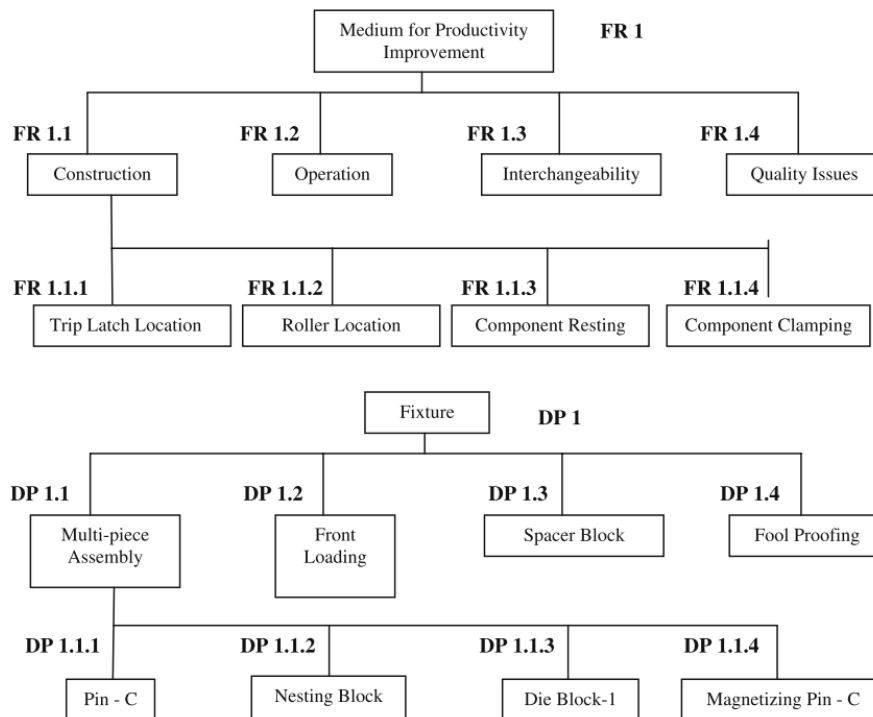 Medium for Productivity
Improvement
FR 1
FR 1.1
FR 1.2
FR 1.3
FR 1.4
Construction
Operation
Interchangeability
Quality Issues
FR 1.1.1
FR 1.1.2
FR 1.1.3
FR 1.1.4
Trip Latch Location
Roller Location
Component Resting
Component Clamping
Fixture
DP 1
DP 1.1
DP 1.2
DP 1.3
DP 1.4
Multi-piece
Assembly
Front
Loading
Spacer Block
Fool Proofing
DP 1.1.1
DP 1.1.2
DP 1.1.3
DP 1.1.4
Pin - C
Nesting Block
Die Block-1
Magnetizing Pin - C